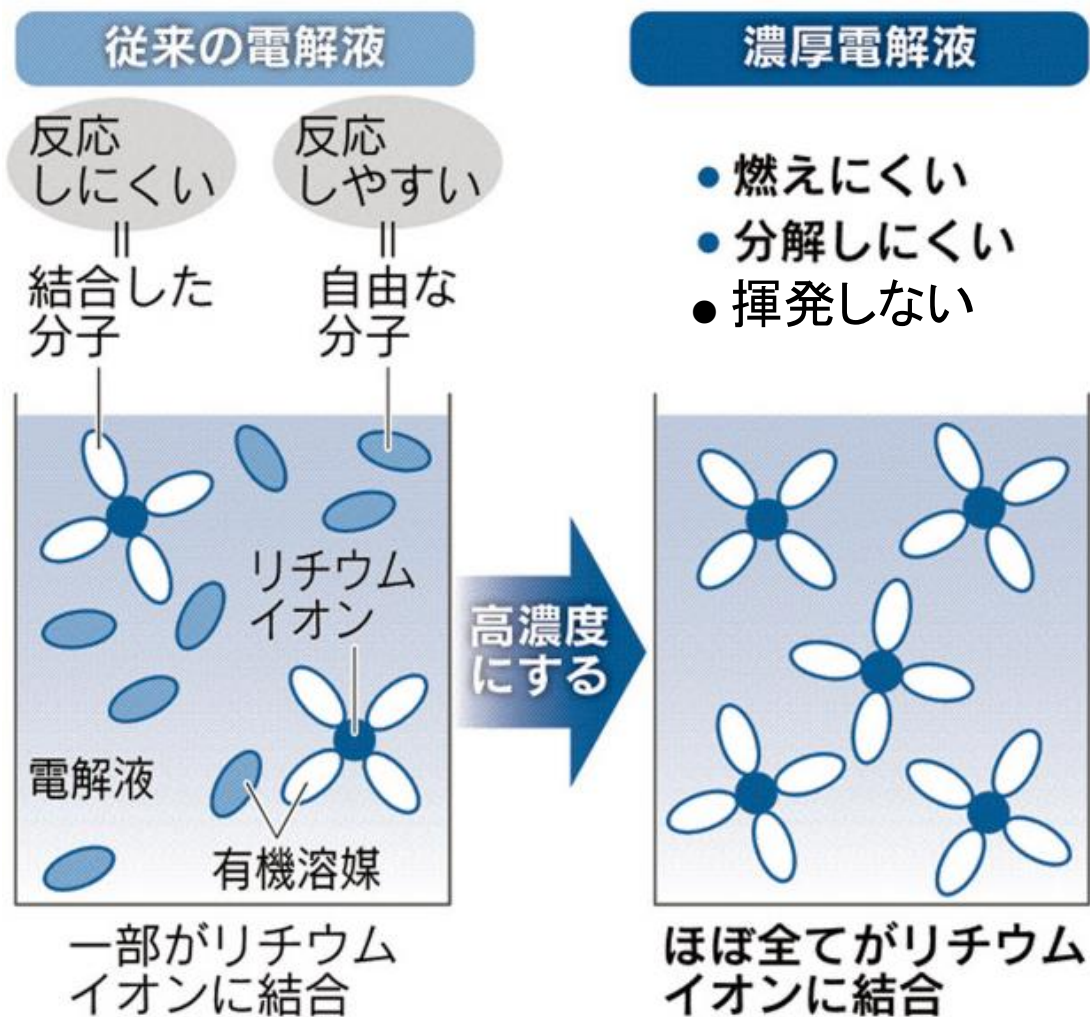 従来の電解液
反応
しにくい
=
結合した
分子
反応
しやすい
=
自由な
分子
リチウム
イオン
電解液
有機溶媒
一部がリチウム
イオンに結合
高濃度
にする
濃厚電解液
• 燃えにくい
• 分解しにくい
• 揮発しない
ほぼ全てがリチウム
イオンに結合